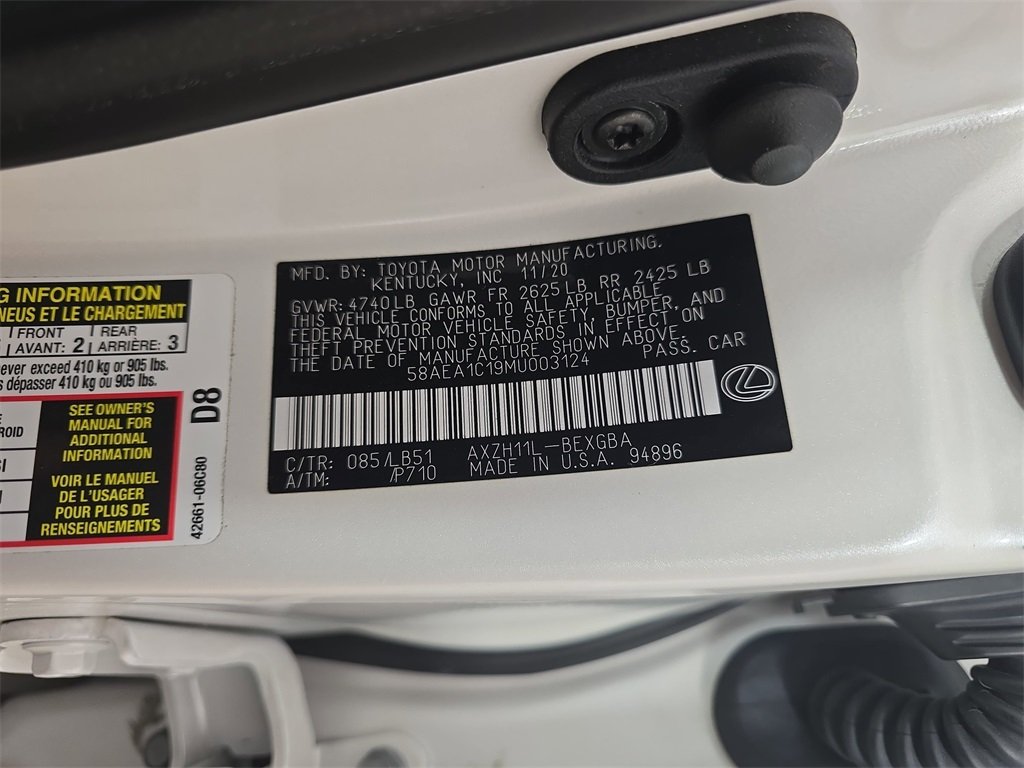 MFD. BY: TOYOTA MOTOR MANUFACTURING.
KENTUCKY, INC 11/20
GVWR: 4740 LB GAWR FR 2625 LB RR 2425 LB
THIS VEHICLE CONFORMS TO ALL APPLICABLE
FEDERAL MOTOR VEHICLE SAFETY, BUMPER, AND
THEFT PREVENTION STANDARDS IN EFFECT ON
THE DATE OF MANUFACTURE SHOWN ABOVE.
58AEA1C19MU003124 PASS. CAR
C/TR: 085/LB51 AXZH11L-BEXGBA
A/TM: /P710 MADE IN U.S.A. 94896
INFORMATION
NEUS ET LE CHARGEMENT
FRONT REAR
AVANT: 2 ARRIÈRE: 3
exceed 410 kg or 905 lbs.
dépasser 410 kg ou 905 lbs.
SEE OWNER'S
MANUAL FOR
ADDITIONAL
INFORMATION
VOIR LE MANUEL
DE L'USAGER
POUR PLUS DE
RENSEIGNEMENTS
D8
42661-06C80